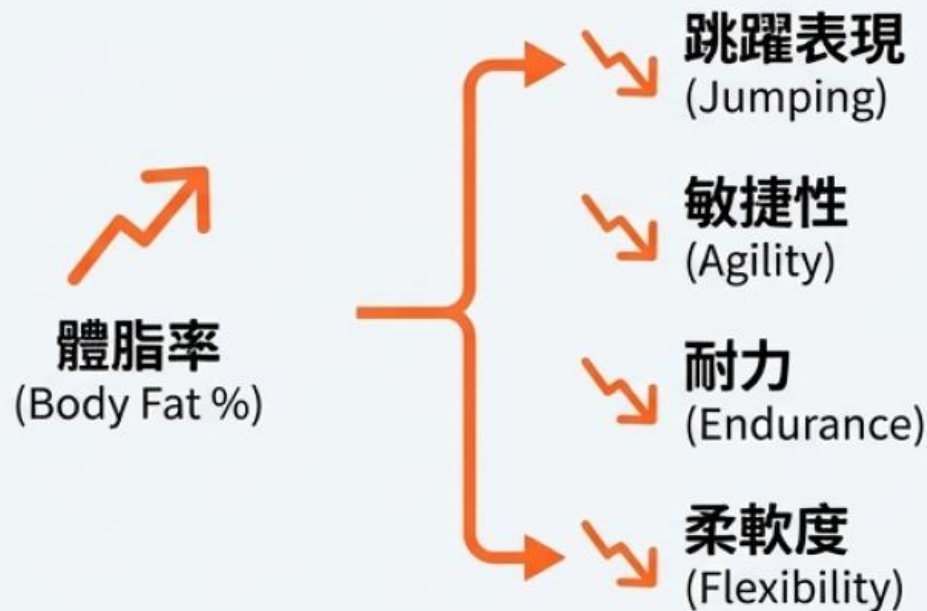 體脂率
(Body Fat %)
跳躍表現
(Jumping)
敏捷性
(Agility)
耐力
(Endurance)
柔軟度
(Flexibility)